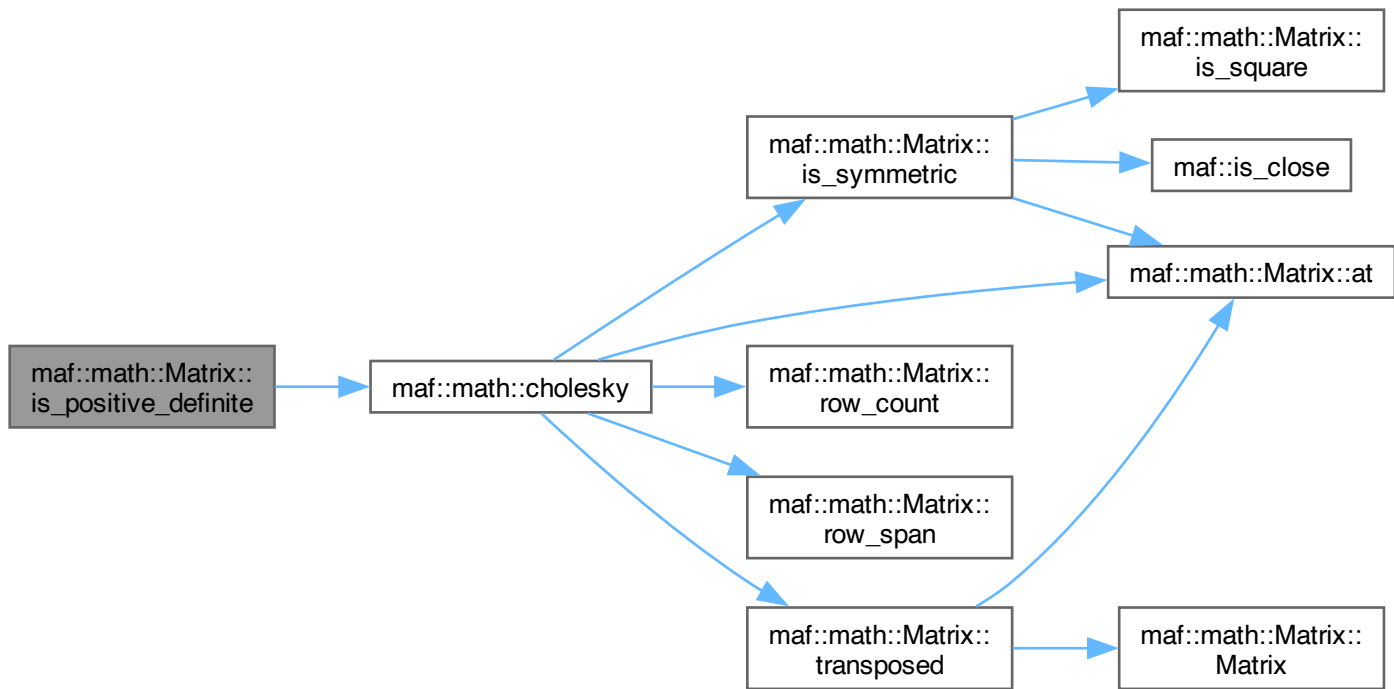 maf::math::Matrix::
is_positive_definite
maf::math::cholesky
maf::math::Matrix::
is_symmetric
maf::math::Matrix::
row_count
maf::math::Matrix::
row_span
maf::math::Matrix::
transposed
maf::math::Matrix::
is_square
maf::is_close
maf::math::Matrix::at
maf::math::Matrix::
Matrix